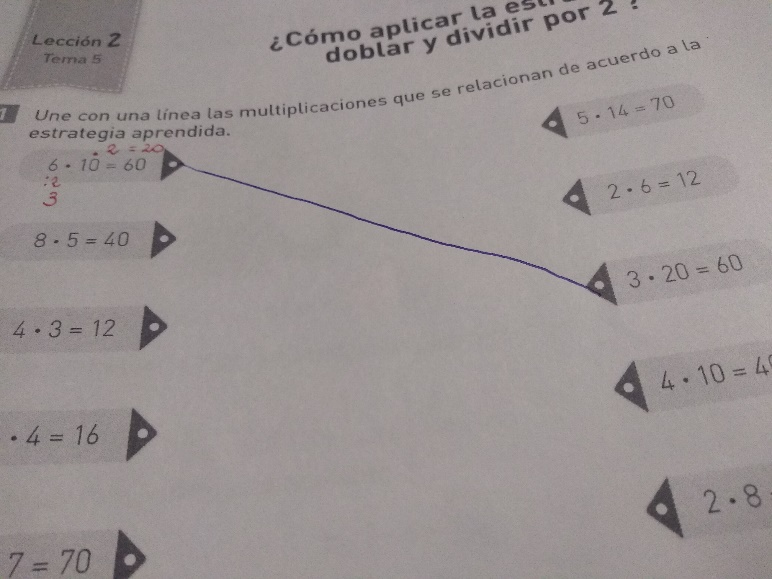 Lección 2
Tema 5
¿Cómo aplicar la
doblar y dividir por 2 ?
1 Une con una línea las multiplicaciones que se relacionan de acuerdo a la
estrategia aprendida.
· 2 = 20
6 · 10 = 60
:2
3
8 · 5 = 40
4 · 3 = 12
· 4 = 16
7 = 70
5 · 14 = 70
2 · 6 = 12
3 · 20 = 60
4 · 10 = 4
2 · 8